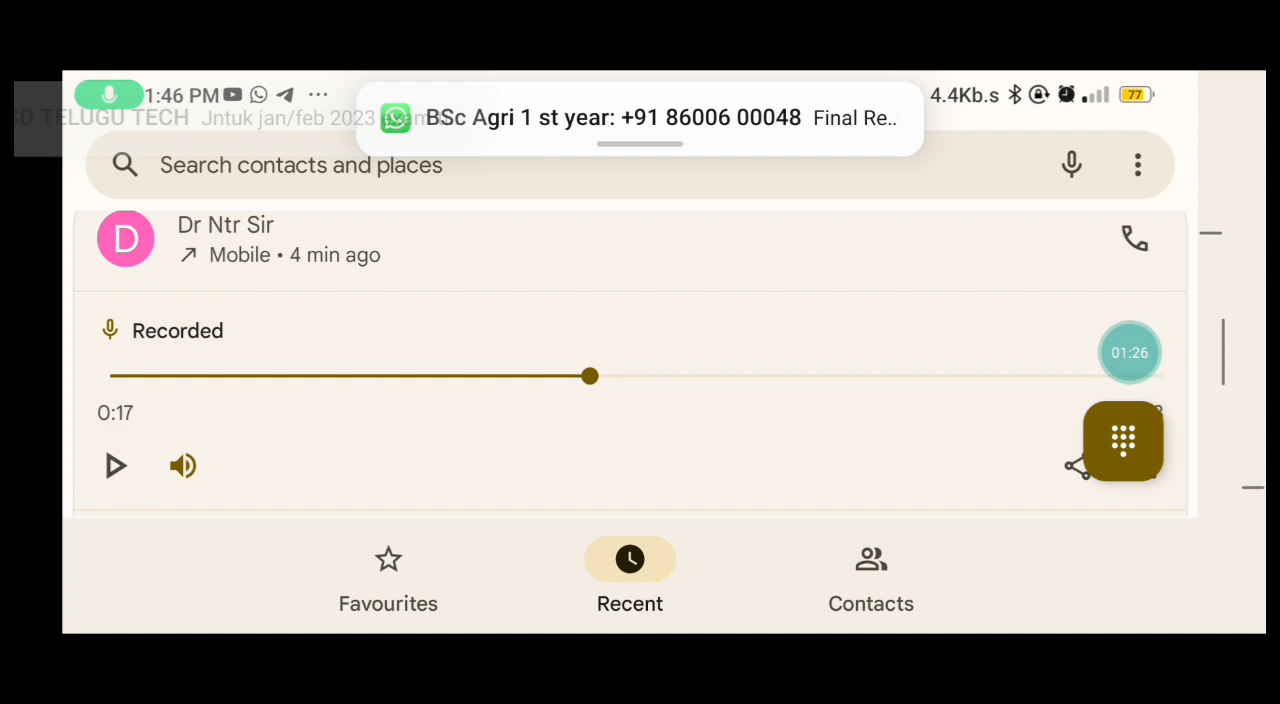 1:46 PM
4.4Kb.s
77
BSc Agri 1 st year: +91 86006 00048 Final Re..
SD TELUGU TECH Jntuk jan/feb 2023 exam
Search contacts and places
D
Dr Ntr Sir
Mobile • 4 min ago
Recorded
01:26
0:17
Favourites
Recent
Contacts